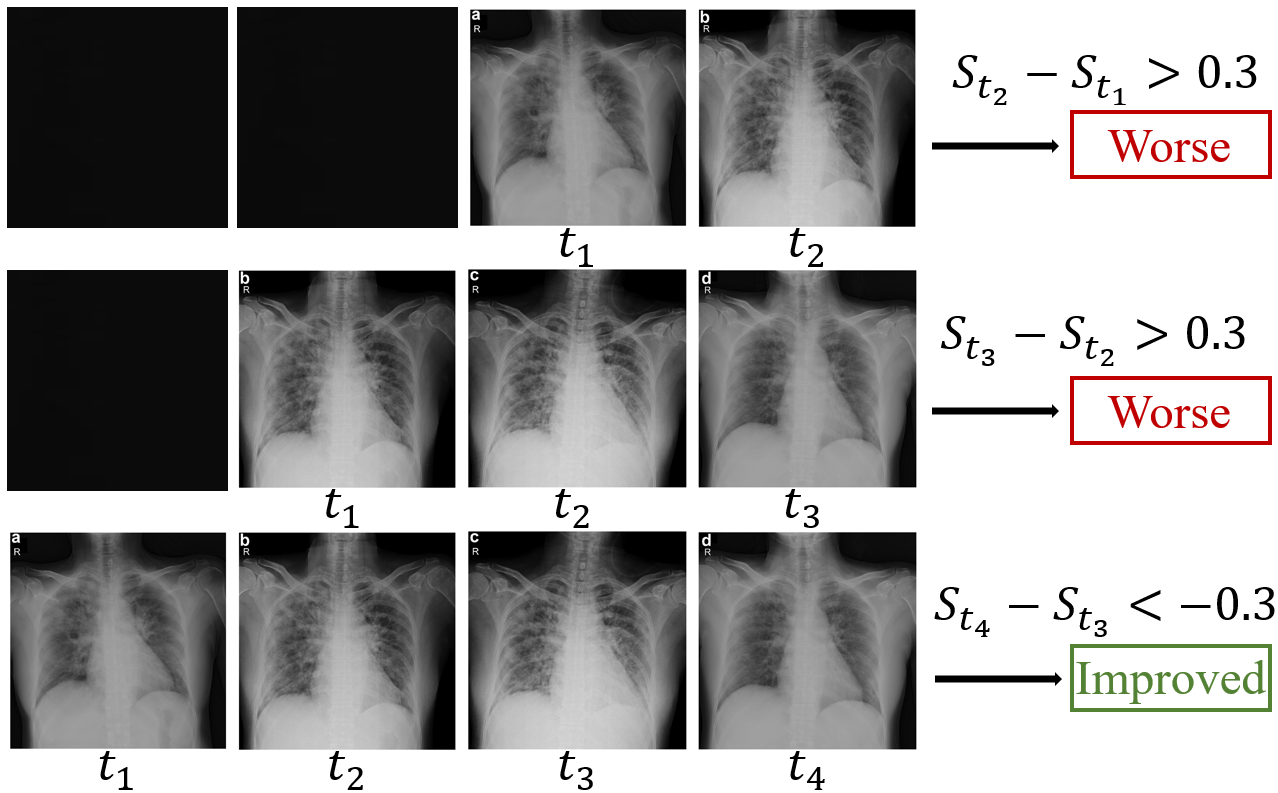 a
R
b
R
S_{t_2} − S_{t_1} > 0.3
Worse
t_1
t_2
b
R
c
R
d
R
S_{t_3} − S_{t_2} > 0.3
Worse
t_1
t_2
t_3
a
R
b
R
c
R
d
R
S_{t_4} − S_{t_3} < −0.3
Improved
t_1
t_2
t_3
t_4